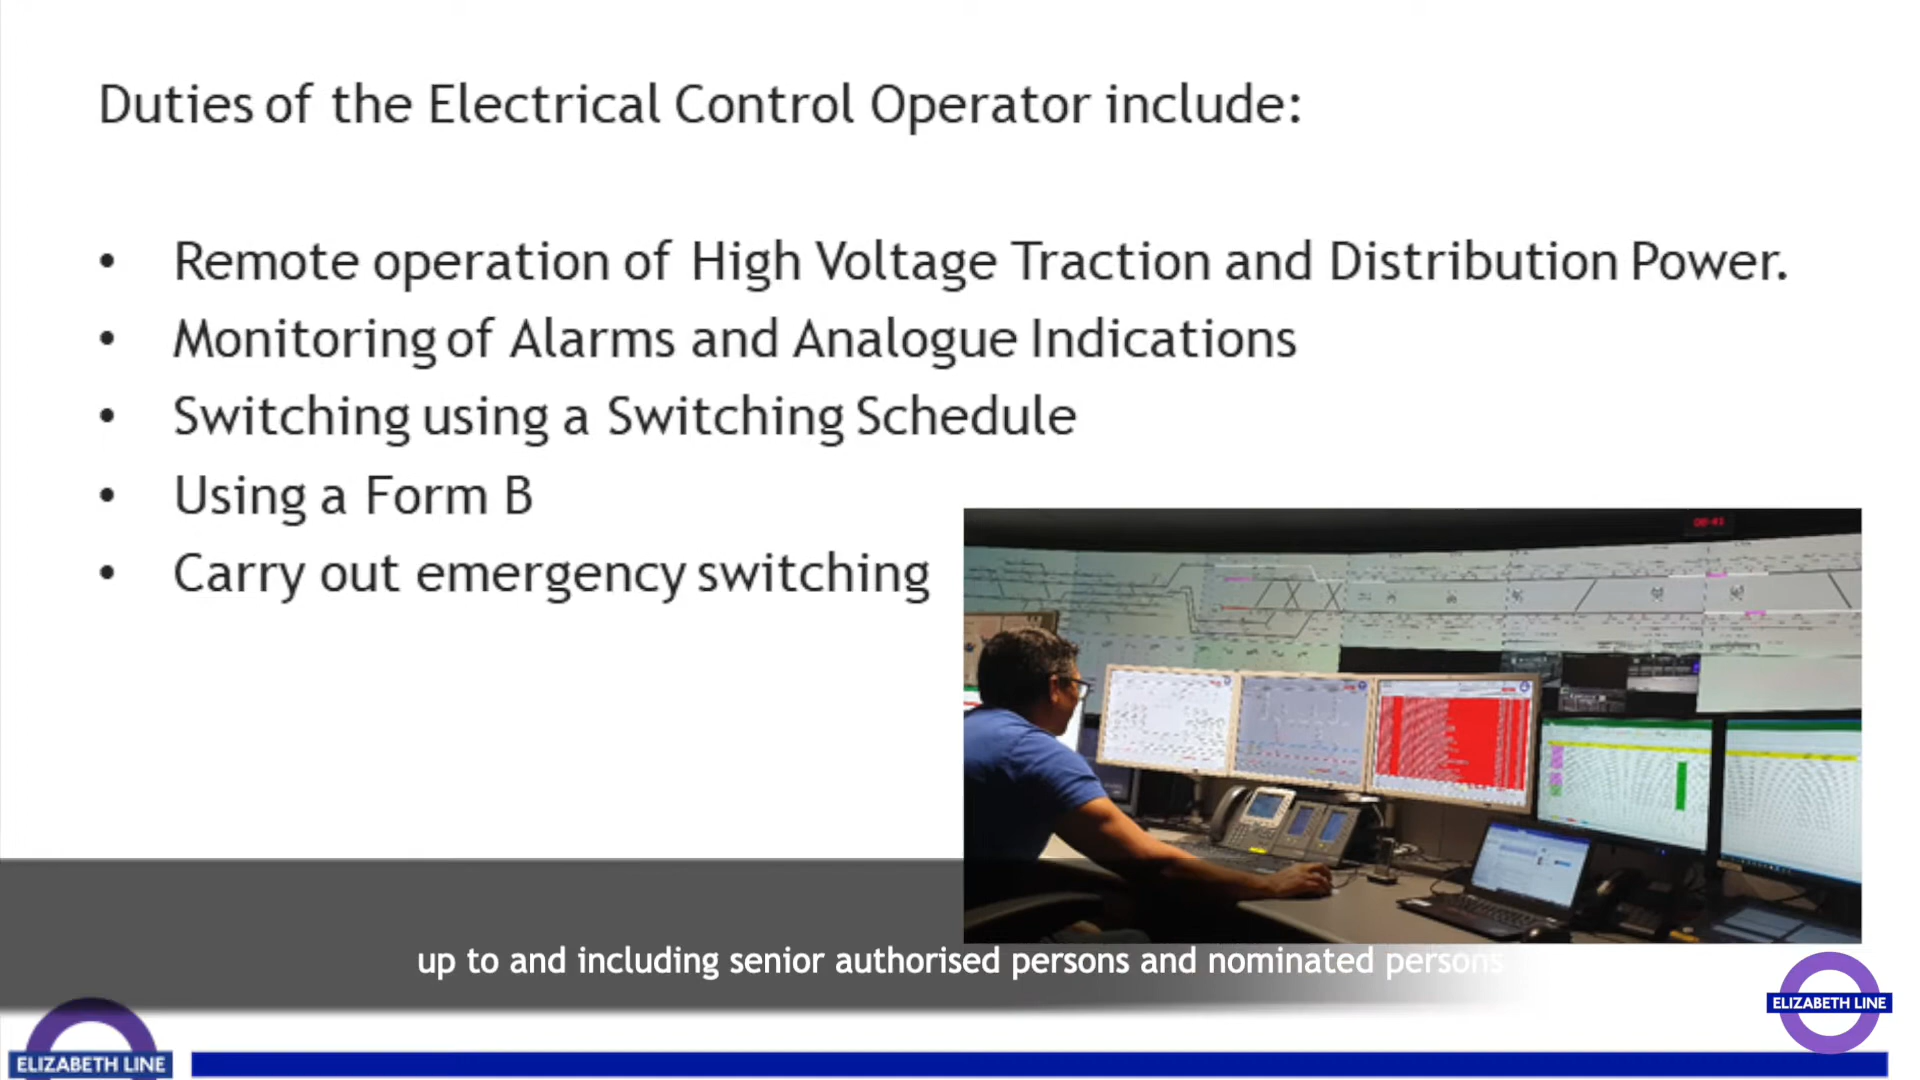 Duties of the Electrical Control Operator include:
• Remote operation of High Voltage Traction and Distribution Power.
• Monitoring of Alarms and Analogue Indications
• Switching using a Switching Schedule
• Using a Form B
• Carry out emergency switching
up to and including senior authorised persons and nominated persons
ELIZABETH LINE
ELIZABETH LINE